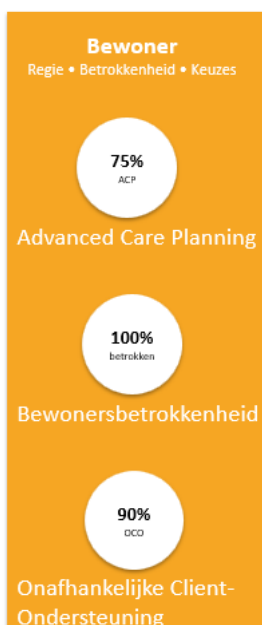 Bewoner
Regie • Betrokkenheid • Keuzes
75%
ACP
Advanced Care Planning
100%
betrokken
Bewonersbetrokkenheid
90%
OCO
Onafhankelijke Client-
Ondersteuning